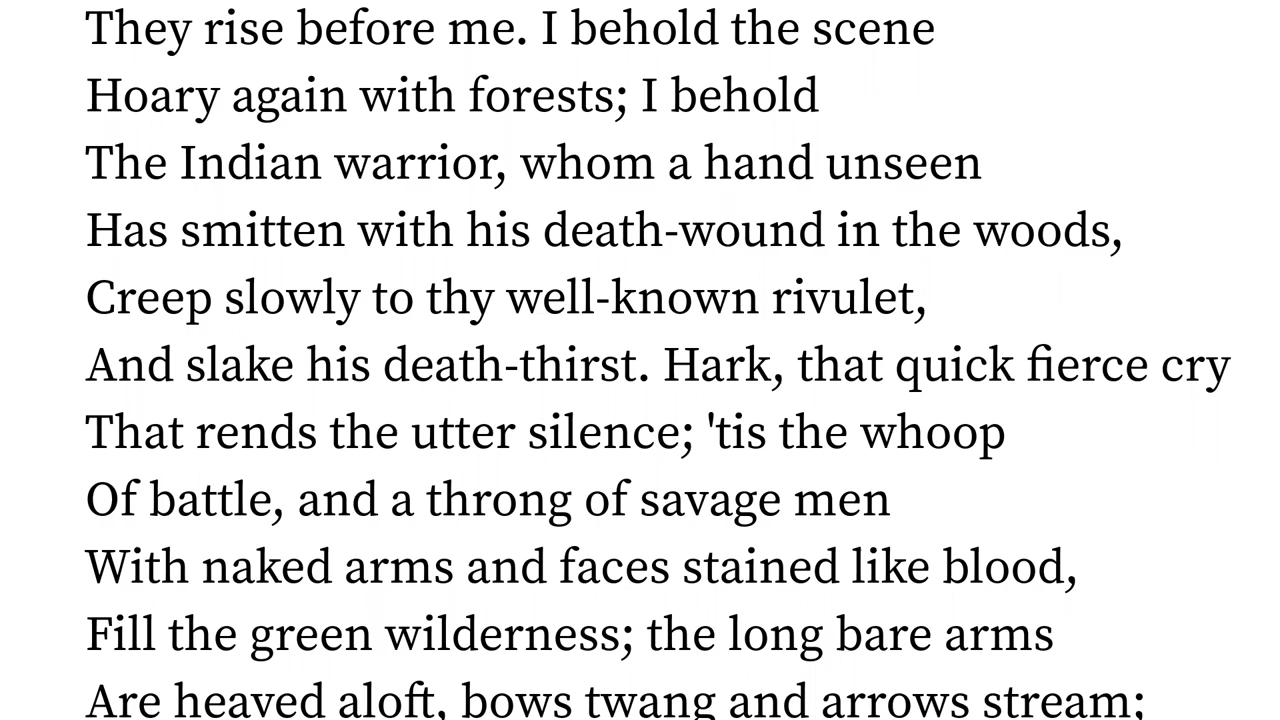 They rise before me. I behold the scene
Hoary again with forests; I behold
The Indian warrior, whom a hand unseen
Has smitten with his death-wound in the woods,
Creep slowly to thy well-known rivulet,
And slake his death-thirst. Hark, that quick fierce cry
That rends the utter silence; 'tis the whoop
Of battle, and a throng of savage men
With naked arms and faces stained like blood,
Fill the green wilderness; the long bare arms
Are heaved aloft, bows twang and arrows stream;